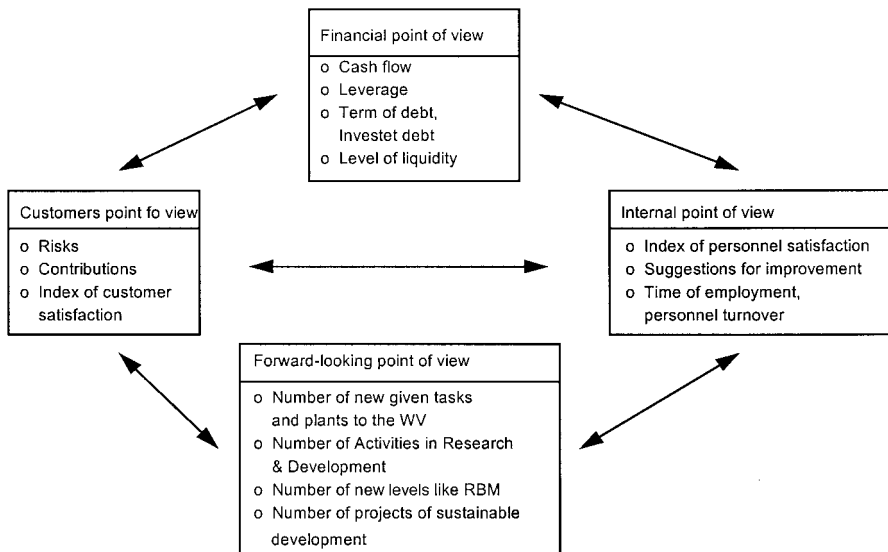 Financial point of view
o Cash flow
o Leverage
o Term of debt,
Investet debt
o Level of liquidity
Customers point fo view
o Risks
o Contributions
o Index of customer
satisfaction
Internal point of view
o Index of personnel satisfaction
o Suggestions for improvement
o Time of employment,
personnel turnover
Forward-looking point of view
o Number of new given tasks
and plants to the WV
o Number of Activities in Research
& Development
o Number of new levels like RBM
o Number of projects of sustainable
development